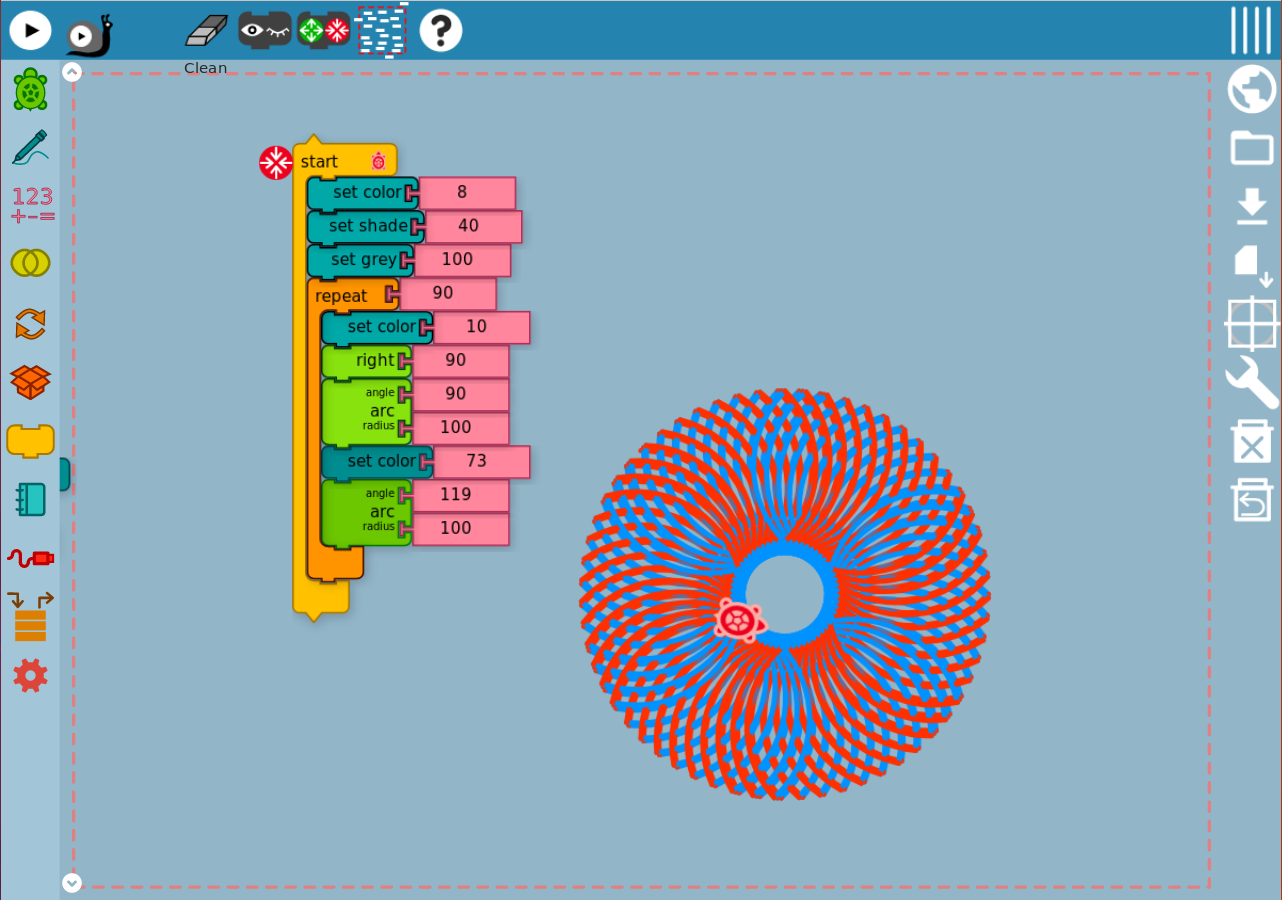 ?
Clean
start
set color 8
set shade 40
123
+-=
set grey 100
repeat 90
set color 10
right 90
angle 90
arc
radius 100
set color 73
angle 119
arc
radius 100